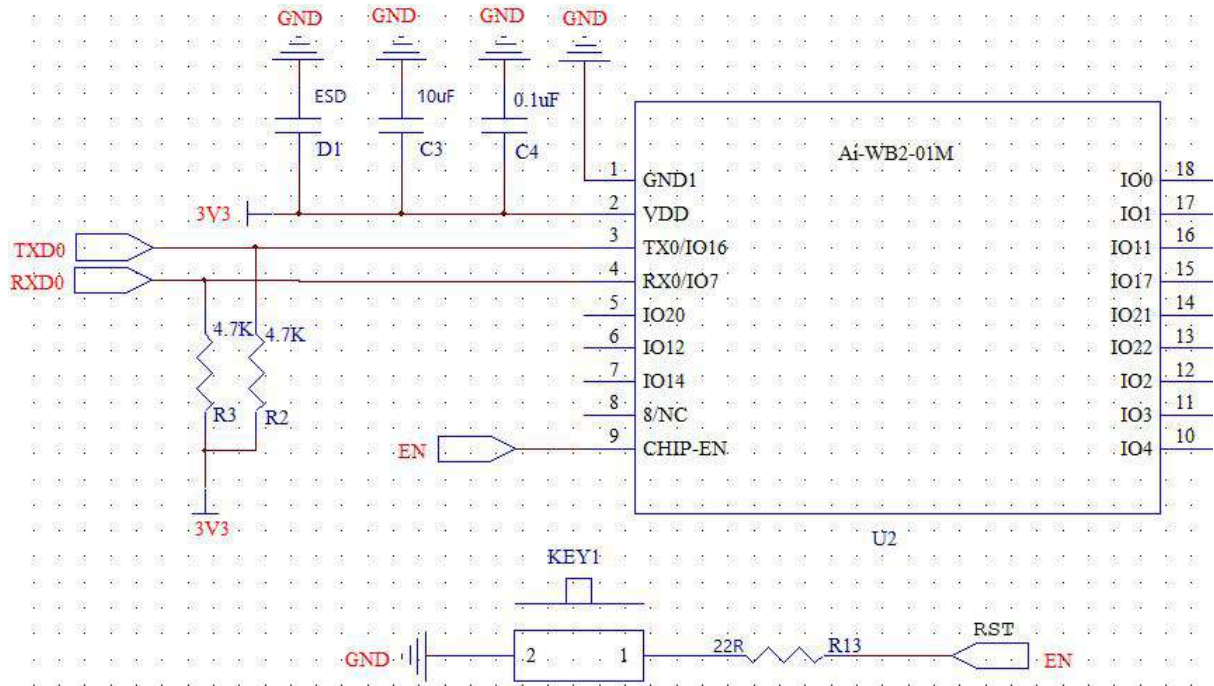 GND GND GND GND
ESD 10uF 0.1uF
D1 C3 C4
Ai-WB2-01M
1 GND1 IO0 18
3V3 2 VDD IO1 17
TXD0 3 TX0/IO16 IO11 16
RXD0 4 RX0/IO7 IO17 15
5 IO20 IO21 14
4.7K 4.7K
6 IO12 IO22 13
7 IO14 IO2 12
R3 R2
8 8/NC IO3 11
EN 9 CHIP-EN IO4 10
3V3
U2
KEY1
RST
GND 2 1 22R R13 EN